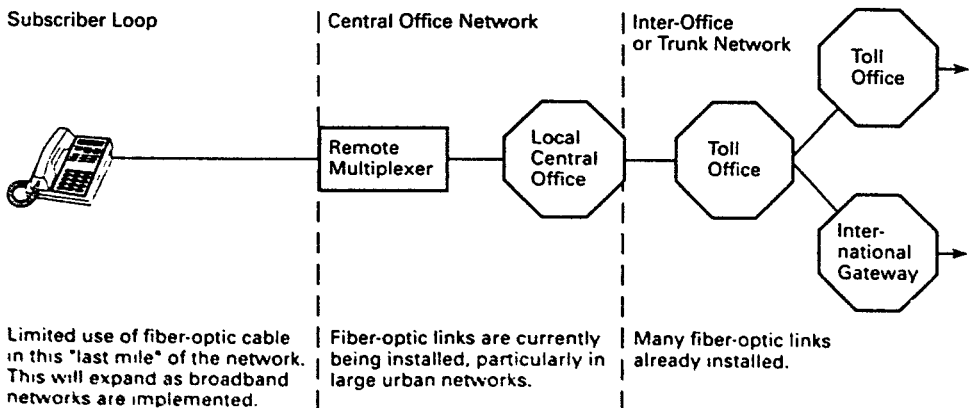 Subscriber Loop
Central Office Network
Inter-Office
or Trunk Network
Remote
Multiplexer
Local
Central
Office
Toll
Office
Toll
Office
Inter-
national
Gateway
Limited use of fiber-optic cable
in this "last mile" of the network.
This will expand as broadband
networks are implemented.
Fiber-optic links are currently
being installed, particularly in
large urban networks.
Many fiber-optic links
already installed.